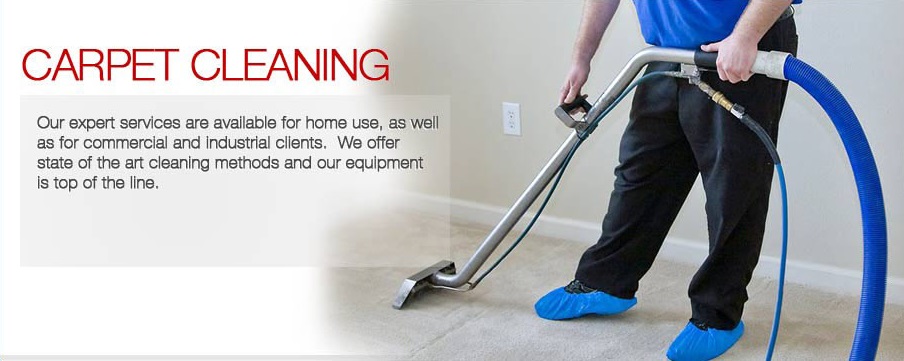 CARPET CLEANING
Our expert services are available for home use, as well
as for commercial and industrial clients.  We offer
state of the art cleaning methods and our equipment
is top of the line.